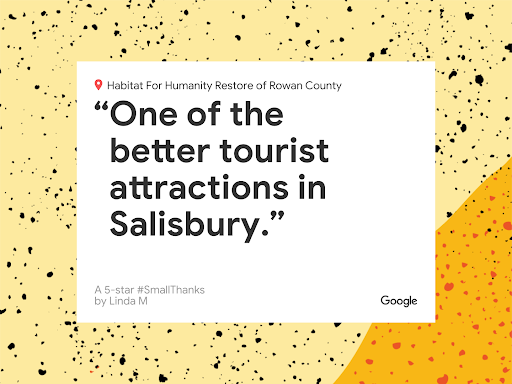 Habitat For Humanity Restore of Rowan County
“One of the
better tourist
attractions in
Salisbury.”
A 5-star #SmallThanks
by Linda M
Google